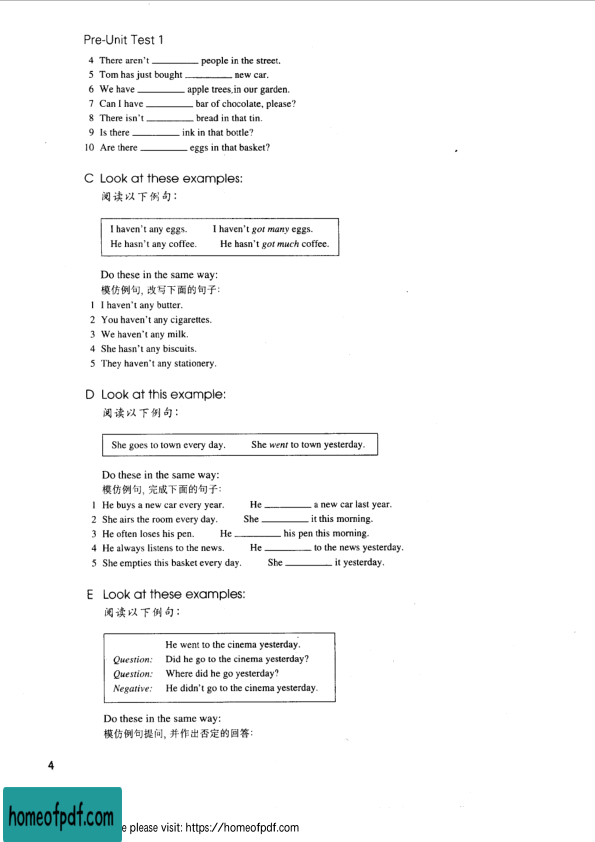 Pre-Unit Test 1
4 There aren't ________ people in the street.
5 Tom has just bought ________ new car.
6 We have ________ apple trees in our garden.
7 Can I have ________ bar of chocolate, please?
8 There isn't ________ bread in that tin.
9 Is there ________ ink in that bottle?
10 Are there ________ eggs in that basket?
C Look at these examples:
阅读以下例句:
I haven't any eggs. I haven't got many eggs.
He hasn't any coffee. He hasn't got much coffee.
Do these in the same way:
模仿例句, 改写下面的句子:
1 I haven't any butter.
2 You haven't any cigarettes.
3 We haven't any milk.
4 She hasn't any biscuits.
5 They haven't any stationery.
D Look at this example:
阅读以下例句:
She goes to town every day. She went to town yesterday.
Do these in the same way:
模仿例句, 完成下面的句子:
1 He buys a new car every year. He ________ a new car last year.
2 She airs the room every day. She ________ it this morning.
3 He often loses his pen. He ________ his pen this morning.
4 He always listens to the news. He ________ to the news yesterday.
5 She empties this basket every day. She ________ it yesterday.
E Look at these examples:
阅读以下例句:
He went to the cinema yesterday.
Question: Did he go to the cinema yesterday?
Question: Where did he go yesterday?
Negative: He didn't go to the cinema yesterday.
Do these in the same way:
模仿例句提问, 并作出否定的回答:
4
homeofpdf.com
e please visit: https://homeofpdf.com